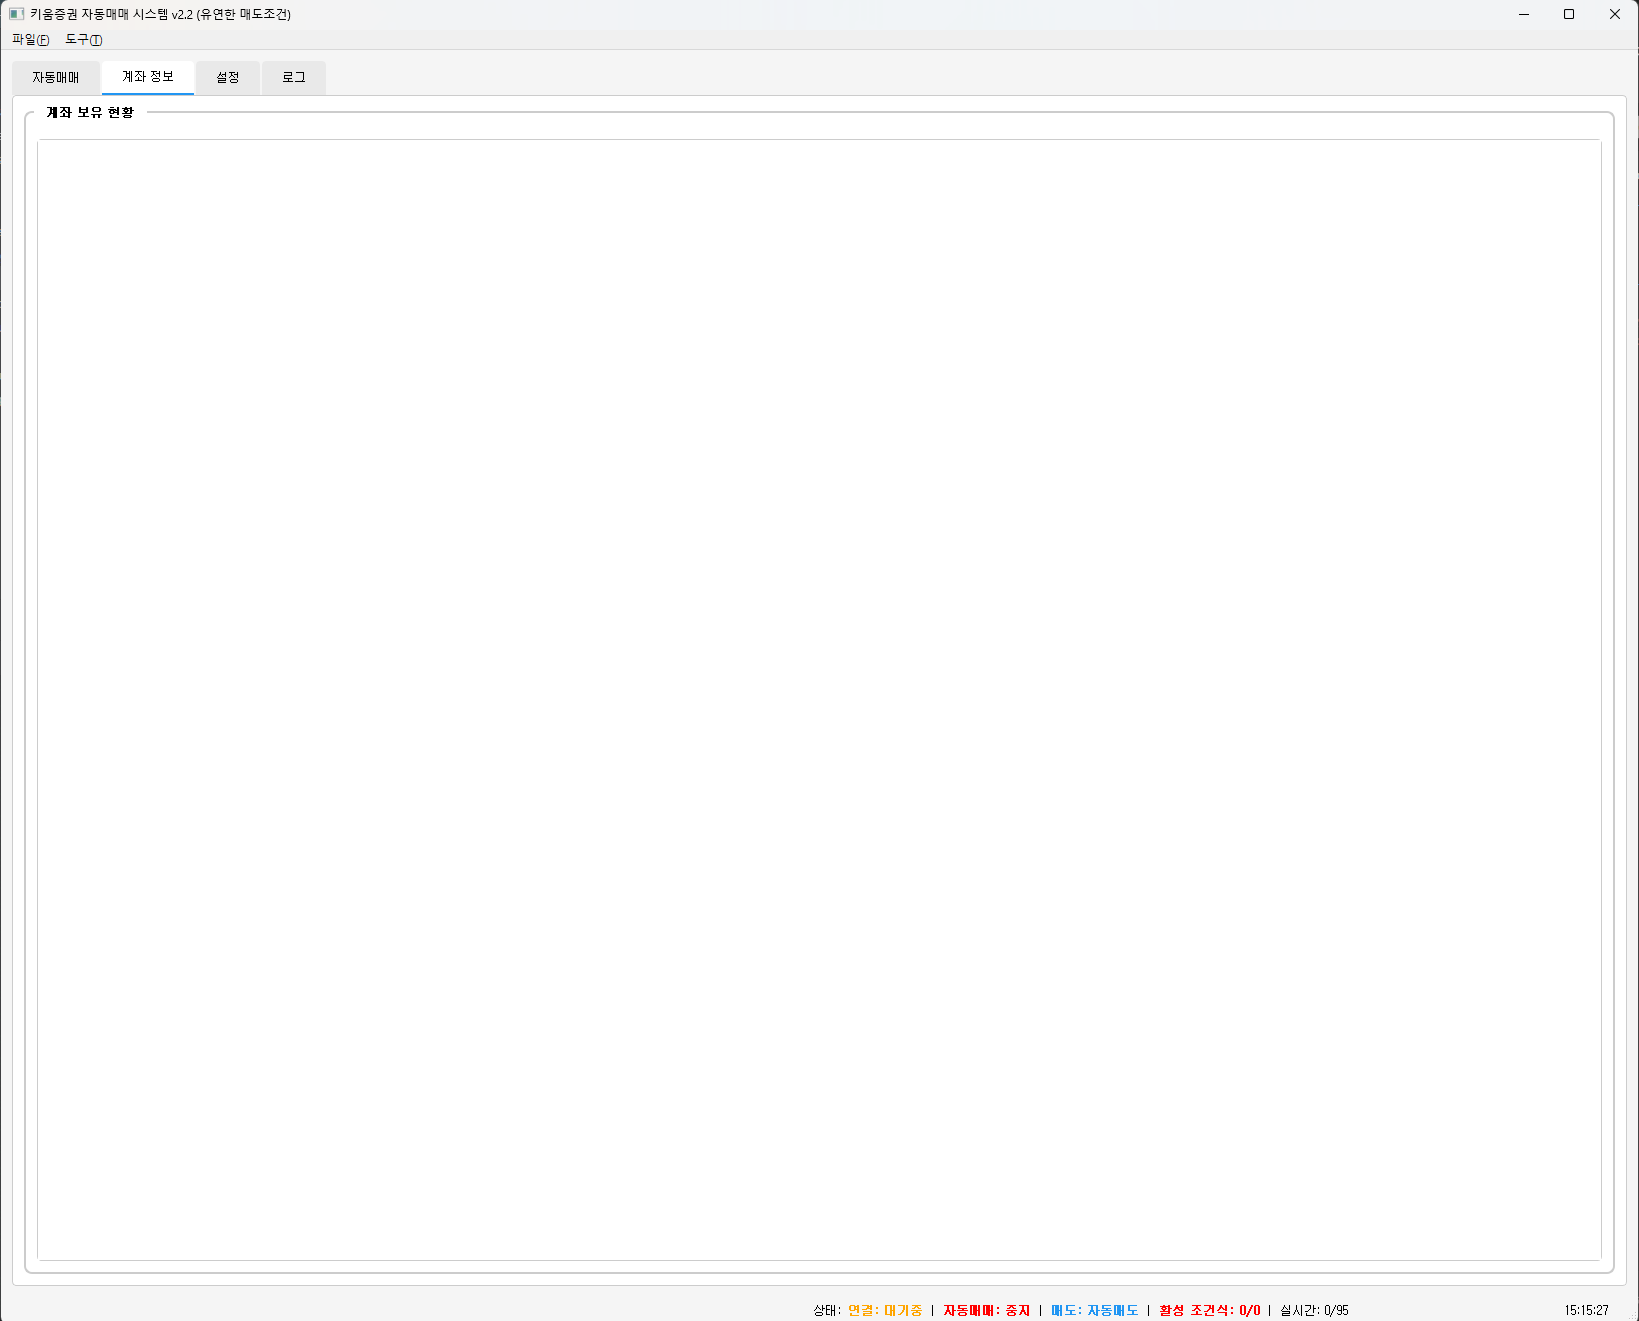 키움증권 자동매매 시스템 v2.2 (유연한 매도조건)
파일(F) 도구(T)
자동매매 계좌 정보 설정 로그
계좌 보유 현황
상태: 연결: 대기중 | 자동매매: 중지 | 매도: 자동매도 | 활성 조건식: 0/0 | 실시간: 0/95 15:15:27